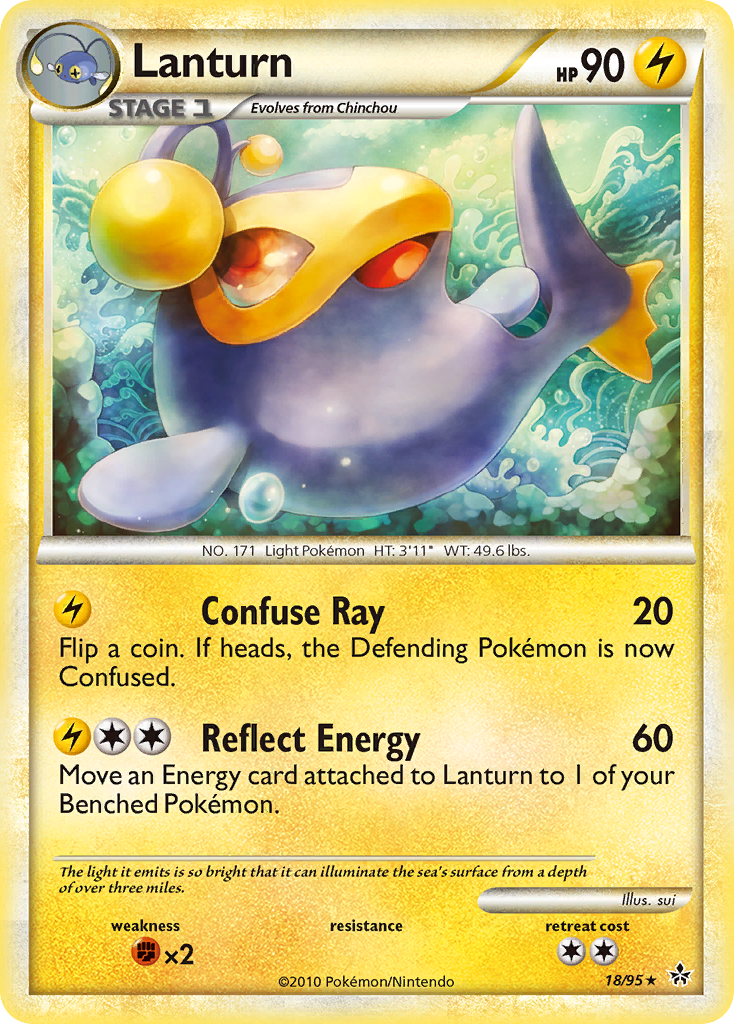 Lanturn
HP 90
STAGE 1
Evolves from Chinchou
NO. 171 Light Pokémon HT: 3'11" WT: 49.6 lbs.
Confuse Ray 20
Flip a coin. If heads, the Defending Pokémon is now
Confused.
Reflect Energy 60
Move an Energy card attached to Lanturn to 1 of your
Benched Pokémon.
The light it emits is so bright that it can illuminate the sea's surface from a depth
of over three miles.
Illus. sui
weakness resistance retreat cost
×2
©2010 Pokémon/Nintendo
18/95 ★